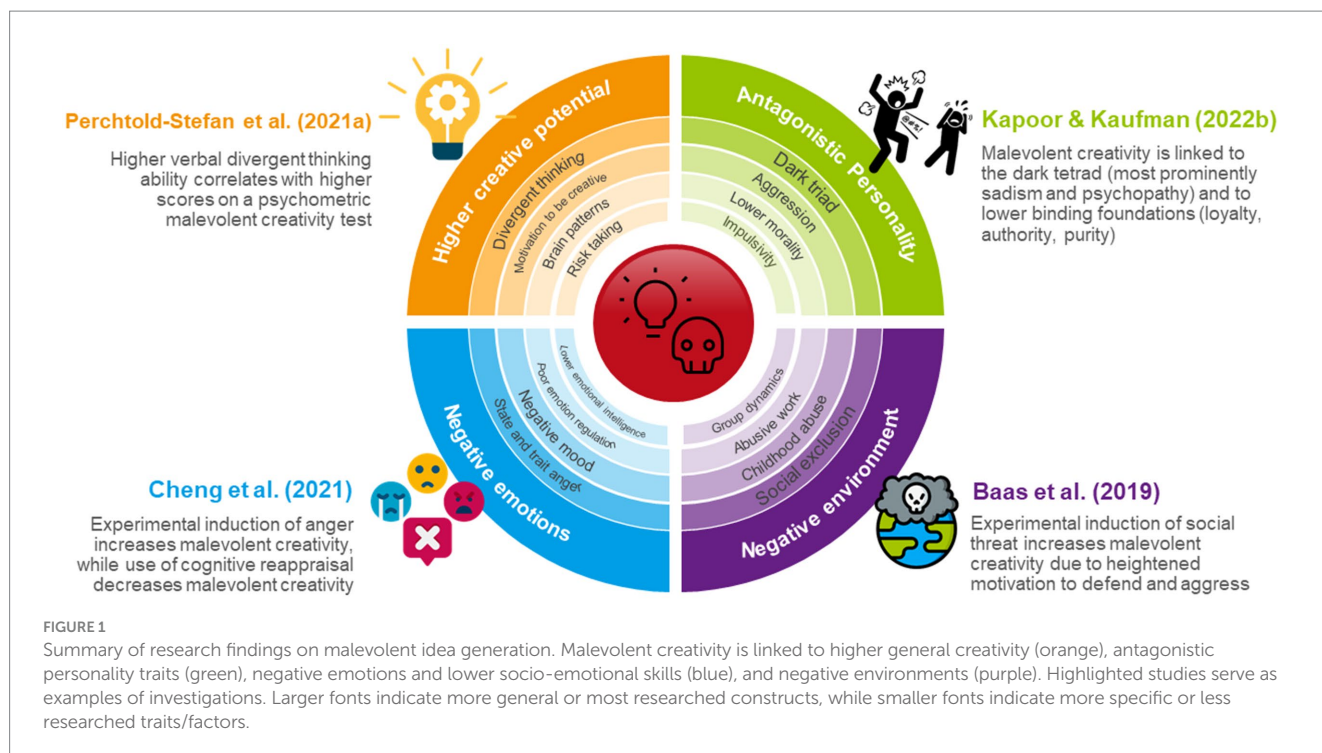 Higher creative potential
Divergent thinking
Motivation to be creative
Brain patterns
Risk taking
Antagonistic Personality
Dark triad
Aggression
Lower morality
Impulsivity
Perchtold-Stefan et al. (2021a)
Higher verbal divergent thinking
ability correlates with higher
scores on a psychometric
malevolent creativity test
@#%!
Kapoor & Kaufman (2022b)
Malevolent creativity is linked to
the dark tetrad (most prominently
sadism and psychopathy) and to
lower binding foundations (loyalty,
authority, purity)
Negative emotions
State and trait anger
Negative mood
Poor emotion regulation
Lower emotional intelligence
Group dynamics
Abusive work
Childhood abuse
Social exclusion
Negative environment
Cheng et al. (2021)
Experimental induction of anger
increases malevolent creativity,
while use of cognitive reappraisal
decreases malevolent creativity
Baas et al. (2019)
Experimental induction of social
threat increases malevolent
creativity due to heightened
motivation to defend and aggress
FIGURE 1
Summary of research findings on malevolent idea generation. Malevolent creativity is linked to higher general creativity (orange), antagonistic
personality traits (green), negative emotions and lower socio-emotional skills (blue), and negative environments (purple). Highlighted studies serve as
examples of investigations. Larger fonts indicate more general or most researched constructs, while smaller fonts indicate more specific or less
researched traits/factors.